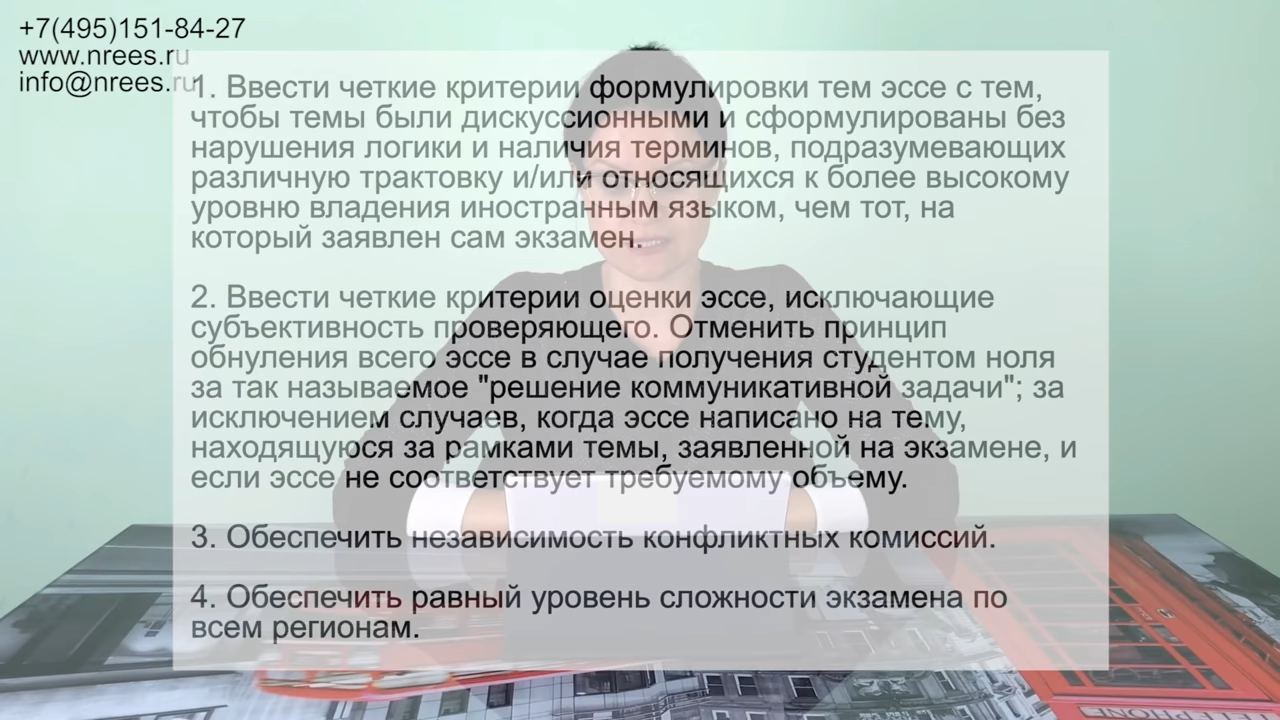 +7(495)151-84-27
www.nrees.ru
info@nrees.ru
1. Ввести четкие критерии формулировки тем эссе с тем,
чтобы темы были дискуссионными и сформулированы без
нарушения логики и наличия терминов, подразумевающих
различную трактовку и/или относящихся к более высокому
уровню владения иностранным языком, чем тот, на
который заявлен сам экзамен.
2. Ввести четкие критерии оценки эссе, исключающие
субъективность проверяющего. Отменить принцип
обнуления всего эссе в случае получения студентом ноля
за так называемое "решение коммуникативной задачи"; за
исключением случаев, когда эссе написано на тему,
находящуюся за рамками темы, заявленной на экзамене, и
если эссе не соответствует требуемому объему.
3. Обеспечить независимость конфликтных комиссий.
4. Обеспечить равный уровень сложности экзамена по
всем регионам.